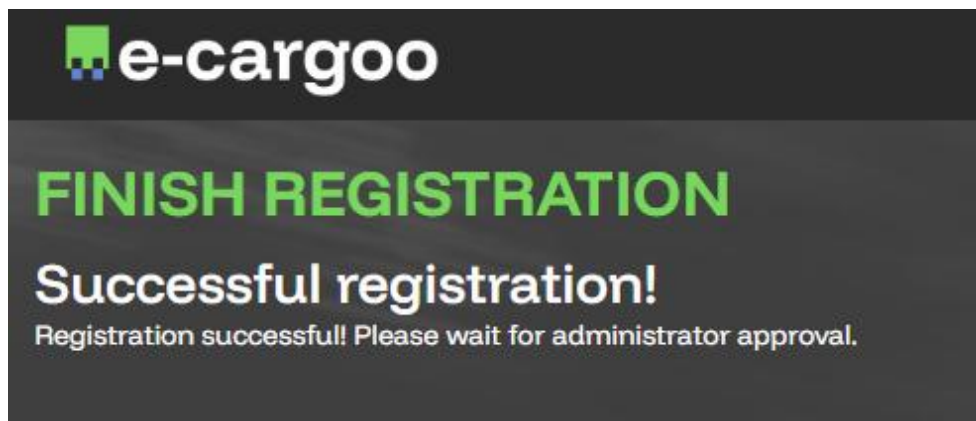 e-cargoo
FINISH REGISTRATION
Successful registration!
Registration successful! Please wait for administrator approval.